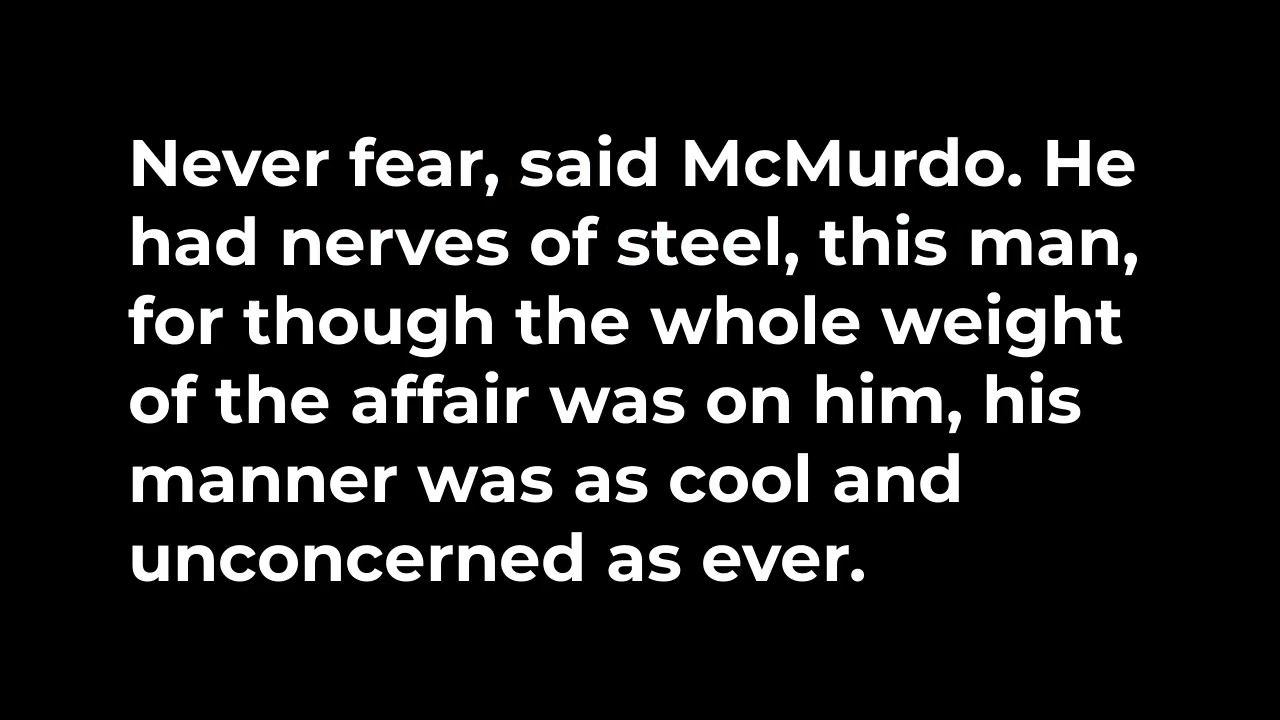 Never fear, said McMurdo. He
had nerves of steel, this man,
for though the whole weight
of the affair was on him, his
manner was as cool and
unconcerned as ever.